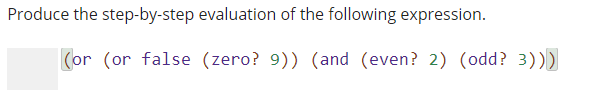 Produce the step-by-step evaluation of the following expression.
(or (or false (zero? 9)) (and (even? 2) (odd? 3)))